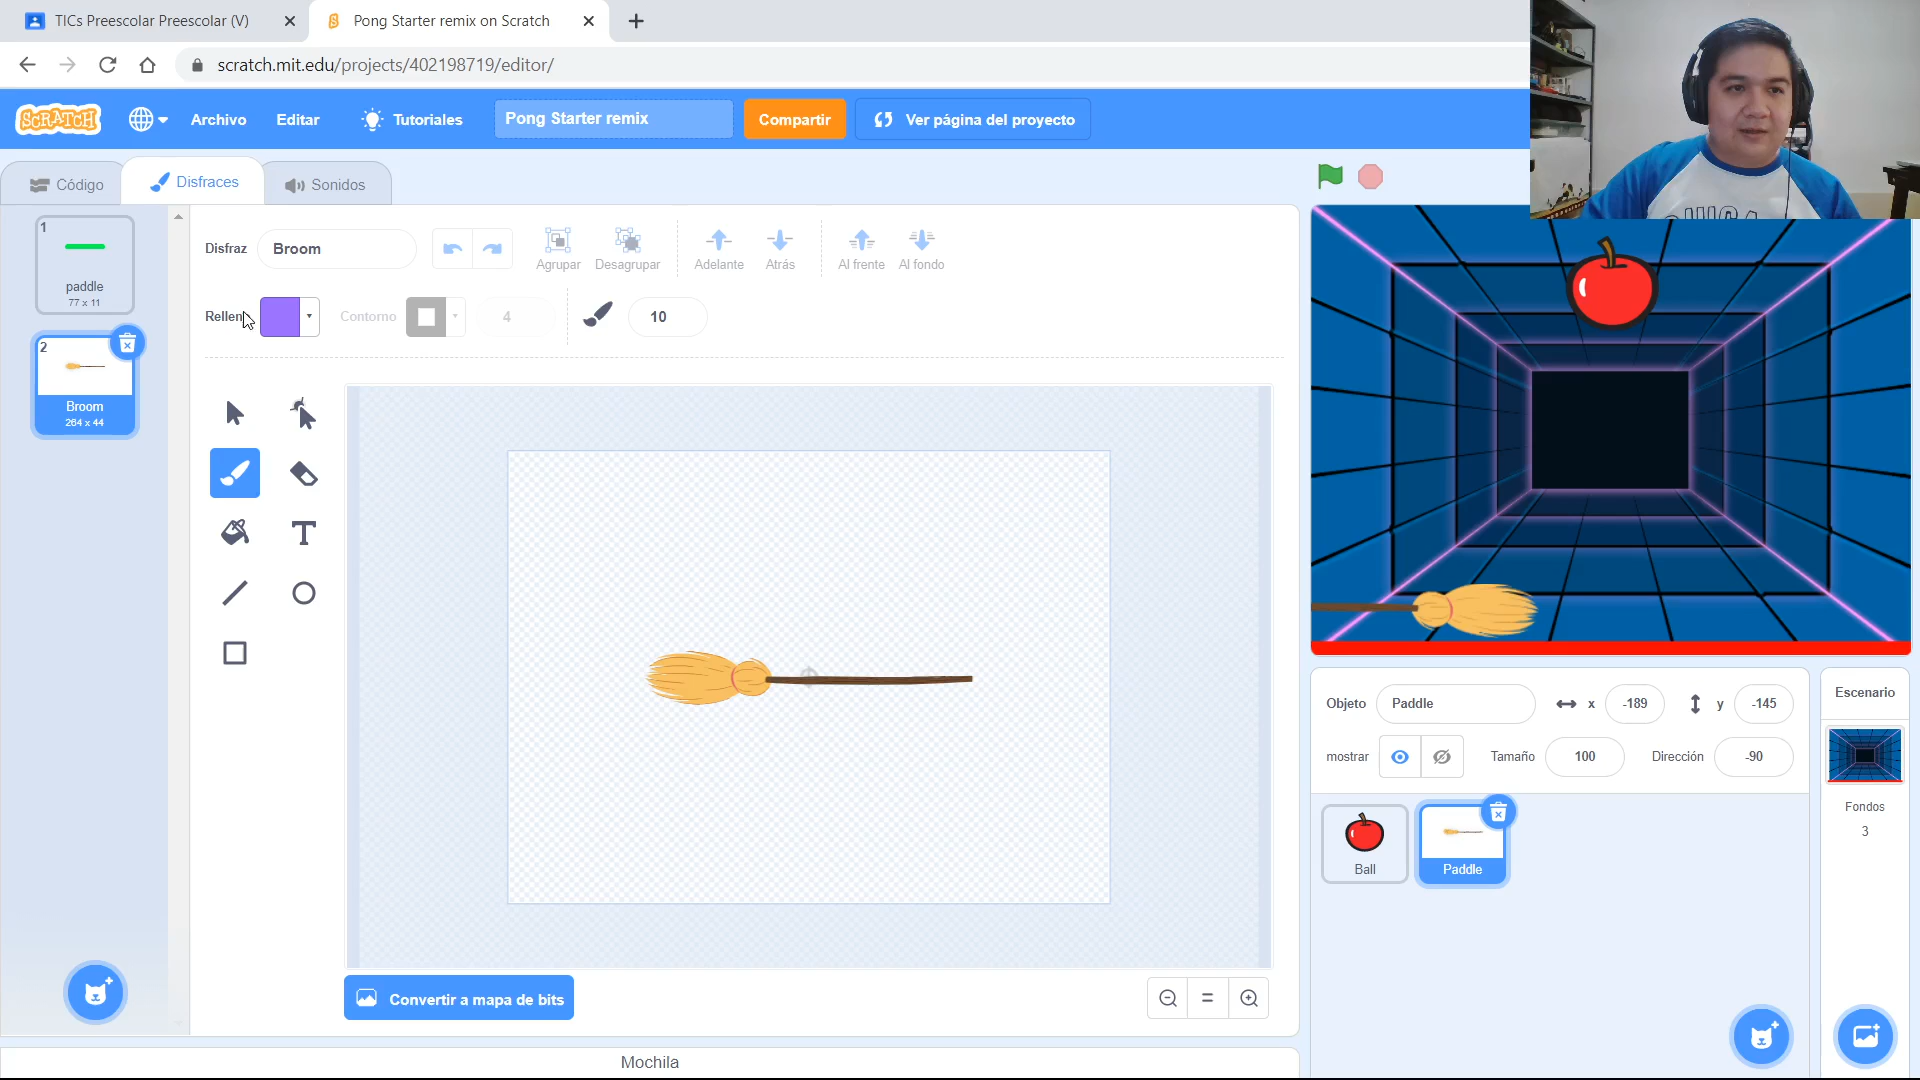 TICs Preescolar Preescolar (V)
Pong Starter remix on Scratch
scratch.mit.edu/projects/402198719/editor/
SCRATCH
Archivo
Editar
Tutoriales
Pong Starter remix
Compartir
Ver página del proyecto
Código
Disfraces
Sonidos
1
paddle
77 x 11
2
Broom
264 x 44
Disfraz
Broom
Agrupar
Desagrupar
Adelante
Atrás
Al frente
Al fondo
Rellen
Contorno
4
10
Convertir a mapa de bits
Mochila
Objeto
Paddle
x
-189
y
-145
mostrar
Tamaño
100
Dirección
-90
Ball
Paddle
Escenario
Fondos
3